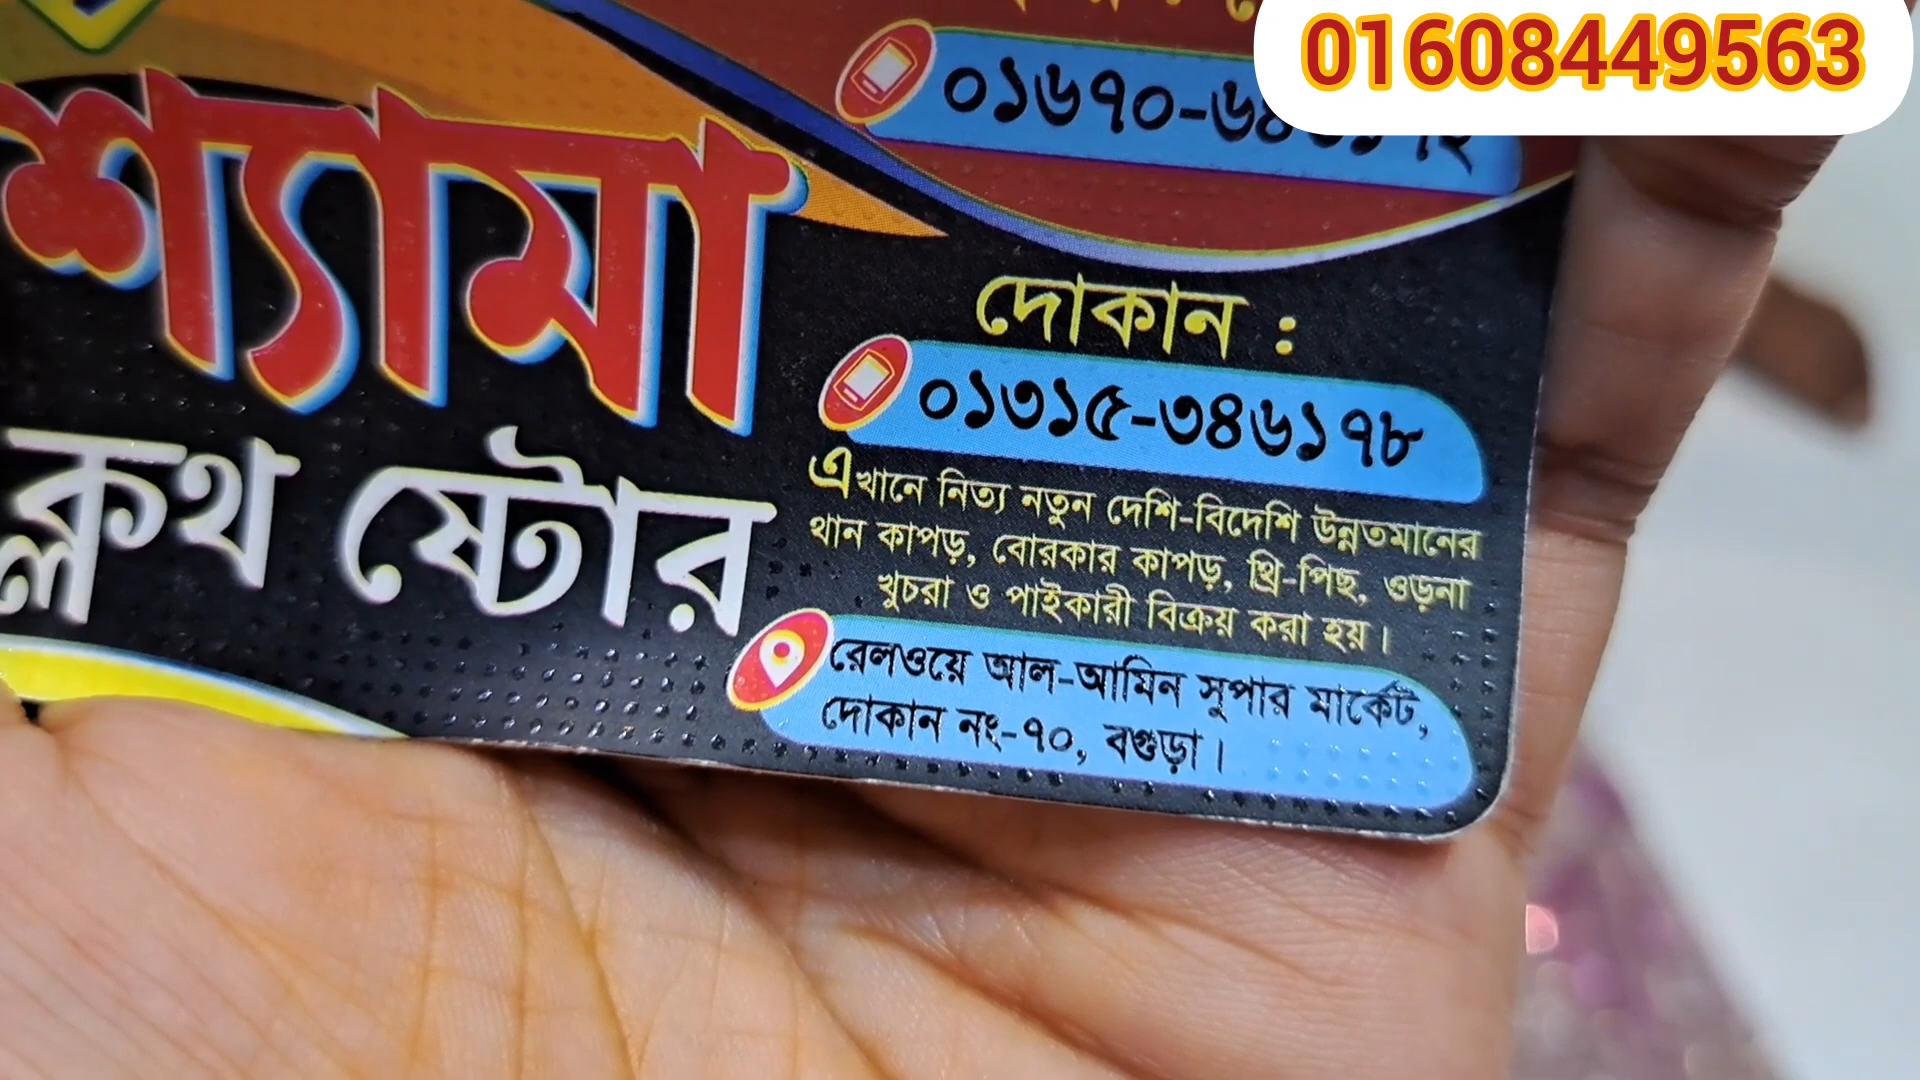 01608449563
০১৬৭০-৬
শ্যামা
ক্লথ ষ্টোর
দোকান :
০১৩১৫-৩৪৬১৭৮
এখানে নিত্য নতুন দেশি-বিদেশি উন্নতমানের
থান কাপড়, বোরকার কাপড়, থ্রি-পিছ, ওড়না
খুচরা ও পাইকারী বিক্রয় করা হয়।
রেলওয়ে আল-আমিন সুপার মার্কেট,
দোকান নং-৭০, বগুড়া।